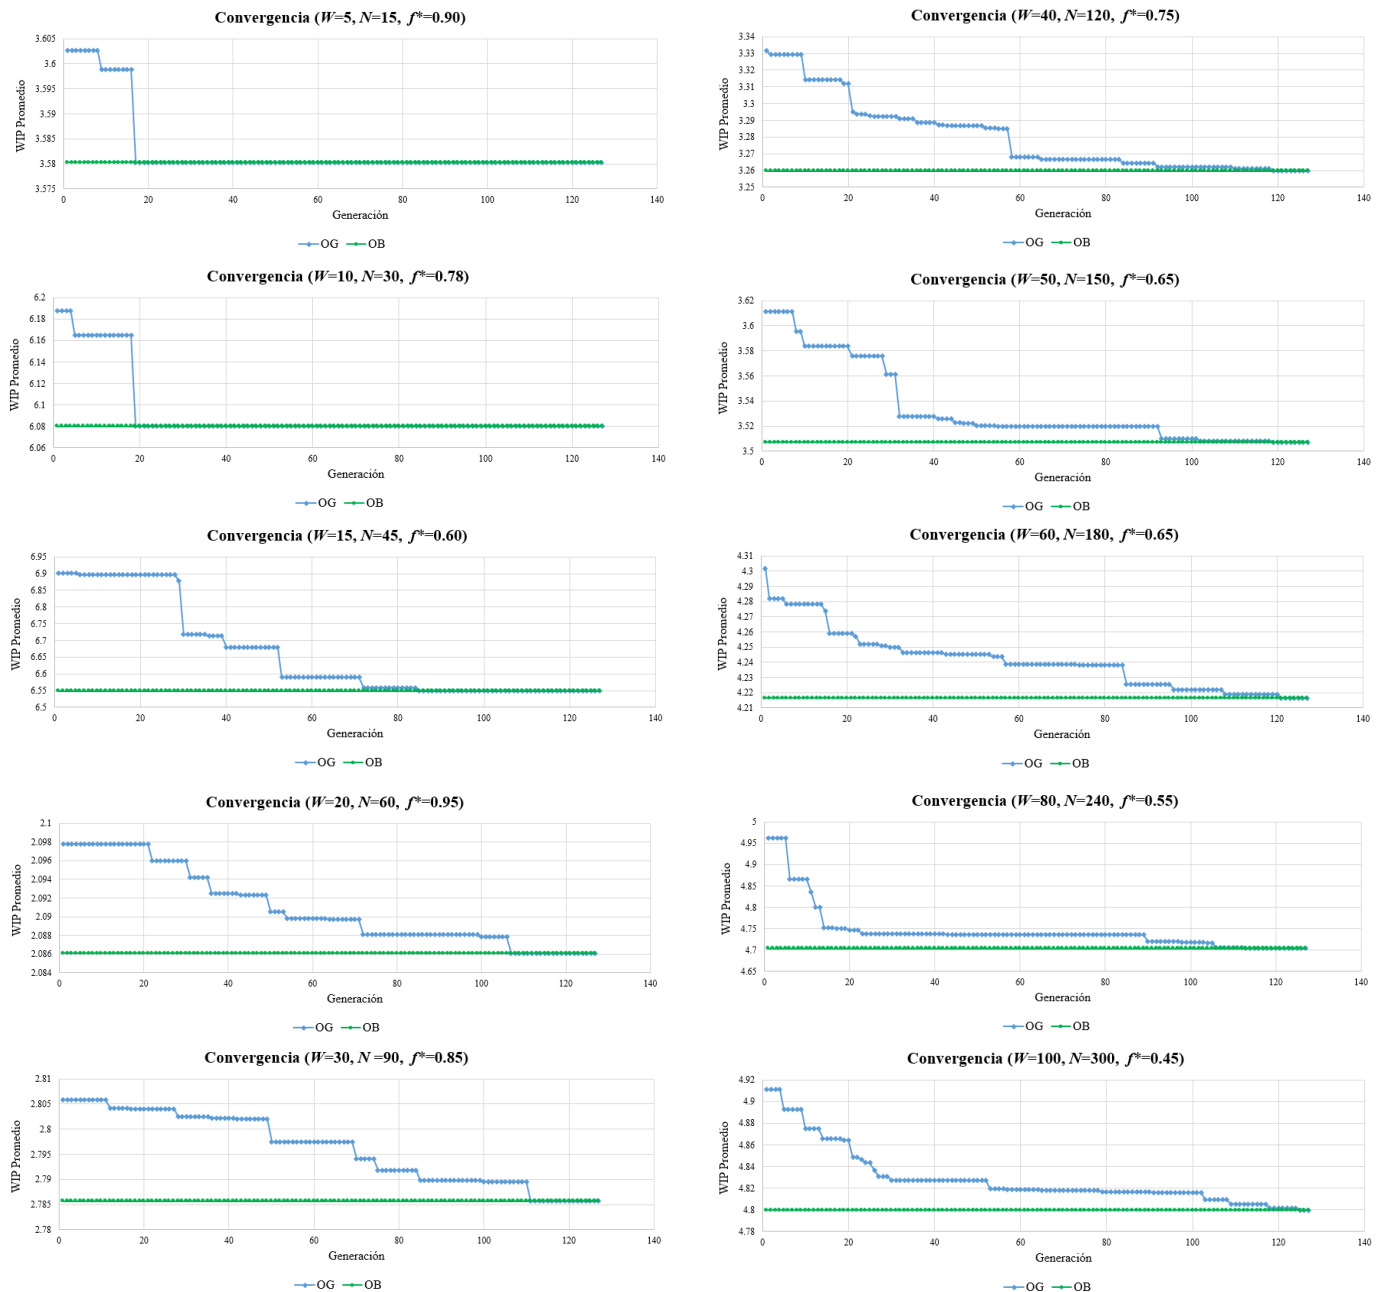 Convergencia (W=5, N=15, f*=0.90)
3.605
3.6
3.595
3.59
3.585
3.58
3.575
WIP Promedio
0 20 40 60 80 100 120 140
Generación
OG OB
Convergencia (W=10, N=30, f*=0.78)
6.2
6.18
6.16
6.14
6.12
6.1
6.08
6.06
WIP Promedio
0 20 40 60 80 100 120 140
Generación
OG OB
Convergencia (W=15, N=45, f*=0.60)
6.95
6.9
6.85
6.8
6.75
6.7
6.65
6.6
6.55
6.5
WIP Promedio
0 20 40 60 80 100 120 140
Generación
OG OB
Convergencia (W=20, N=60, f*=0.95)
2.1
2.098
2.096
2.094
2.092
2.09
2.088
2.086
2.084
WIP Promedio
0 20 40 60 80 100 120 140
Generación
OG OB
Convergencia (W=30, N =90, f*=0.85)
2.81
2.805
2.8
2.795
2.79
2.785
2.78
WIP Promedio
0 20 40 60 80 100 120 140
Generación
OG OB
Convergencia (W=40, N=120, f*=0.75)
3.34
3.33
3.32
3.31
3.3
3.29
3.28
3.27
3.26
3.25
WIP Promedio
0 20 40 60 80 100 120 140
Generación
OG OB
Convergencia (W=50, N=150, f*=0.65)
3.62
3.6
3.58
3.56
3.54
3.52
3.5
WIP Promedio
0 20 40 60 80 100 120 140
Generación
OG OB
Convergencia (W=60, N=180, f*=0.65)
4.31
4.3
4.29
4.28
4.27
4.26
4.25
4.24
4.23
4.22
4.21
WIP Promedio
0 20 40 60 80 100 120 140
Generación
OG OB
Convergencia (W=80, N=240, f*=0.55)
5
4.95
4.9
4.85
4.8
4.75
4.7
4.65
WIP Promedio
0 20 40 60 80 100 120 140
Generación
OG OB
Convergencia (W=100, N=300, f*=0.45)
4.92
4.9
4.88
4.86
4.84
4.82
4.8
4.78
WIP Promedio
0 20 40 60 80 100 120 140
Generación
OG OB